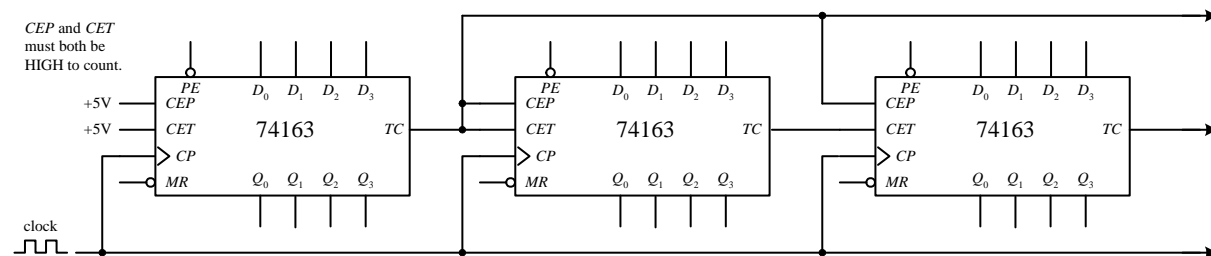 CEP and CET
must both be
HIGH to count.
PE D0 D1 D2 D3
+5V CEP
+5V CET 74163 TC
CP
MR Q0 Q1 Q2 Q3
PE D0 D1 D2 D3
CEP
CET 74163 TC
CP
MR Q0 Q1 Q2 Q3
PE D0 D1 D2 D3
CEP
CET 74163 TC
CP
MR Q0 Q1 Q2 Q3
clock